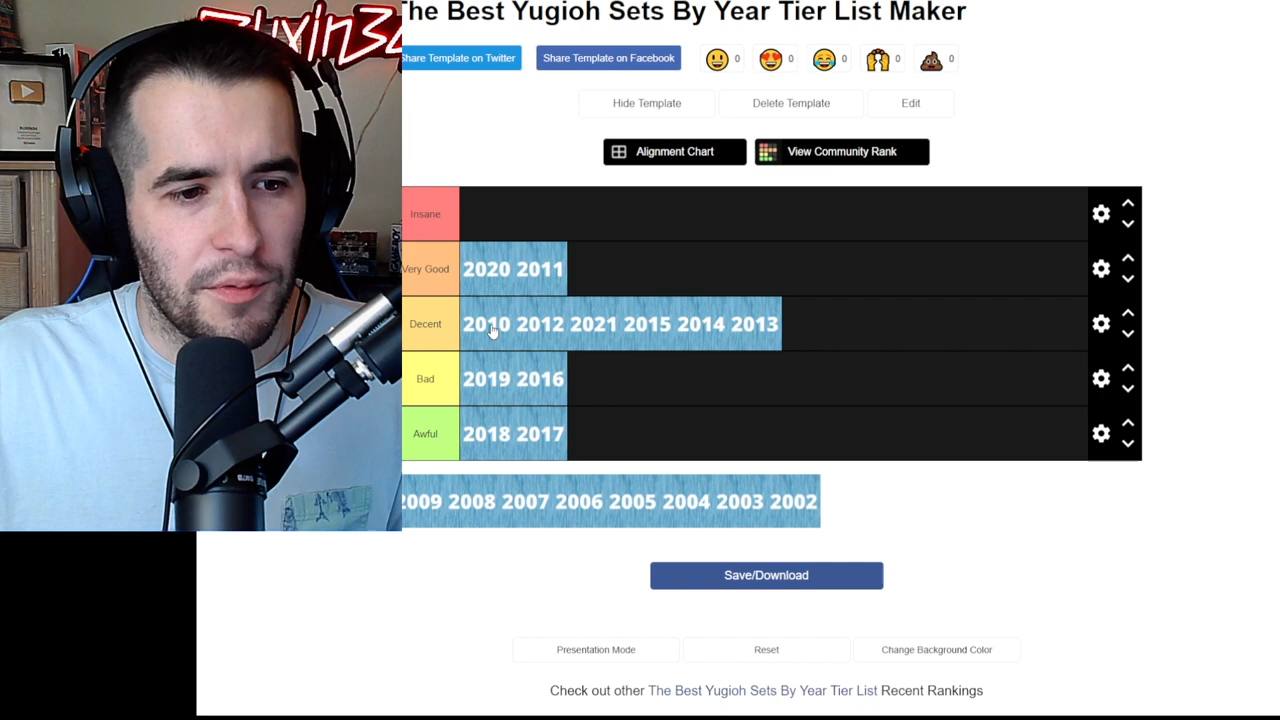 The Best Yugioh Sets By Year Tier List Maker
Share Template on Twitter
Share Template on Facebook
0
0
0
0
0
Hide Template
Delete Template
Edit
Alignment Chart
View Community Rank
Insane
Very Good
2020 2011
Decent
2010 2012 2021 2015 2014 2013
Bad
2019 2016
Awful
2018 2017
2009 2008 2007 2006 2005 2004 2003 2002
Save/Download
Presentation Mode
Reset
Change Background Color
Check out other The Best Yugioh Sets By Year Tier List Recent Rankings